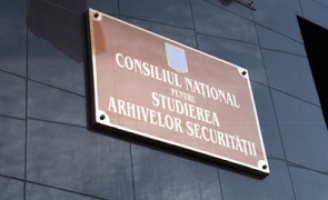 CONSILIUL NAȚIONAL
PENTRU
STUDIEREA
ARHIVELOR SECURITĂȚII